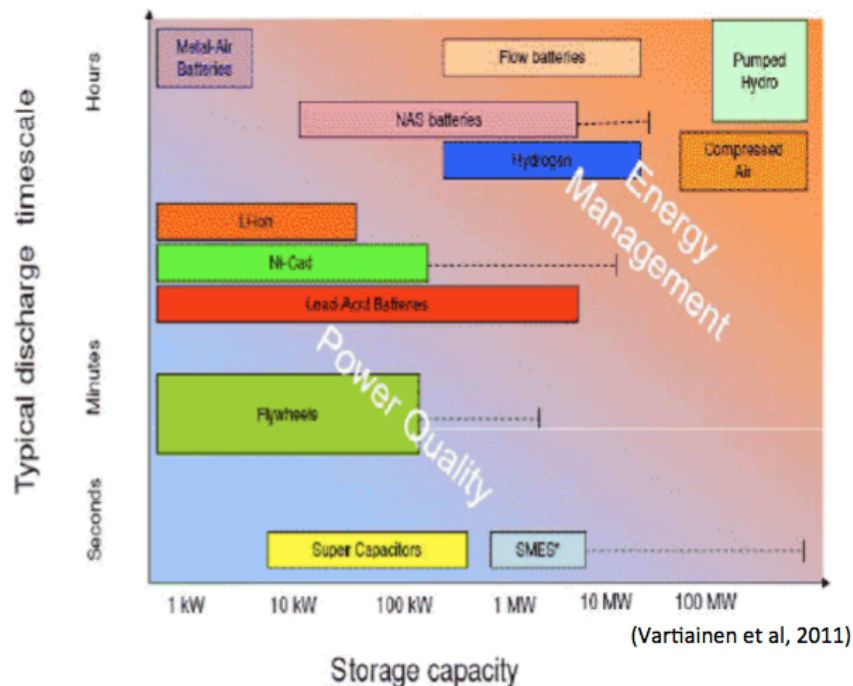 Typical discharge timescale
Hours
Minutes
Seconds
Metal-Air
Batteries
Flow batteries
Pumped
Hydro
NAS batteries
Hydrogen
Compressed
Air
Energy
Management
Li-ion
Ni-Cad
Lead-Acid Batteries
Power Quality
Flywheels
Super Capacitors
SMES*
1 kW
10 kW
100 kW
1 MW
10 MW
100 MW
(Vartiainen et al, 2011)
Storage capacity